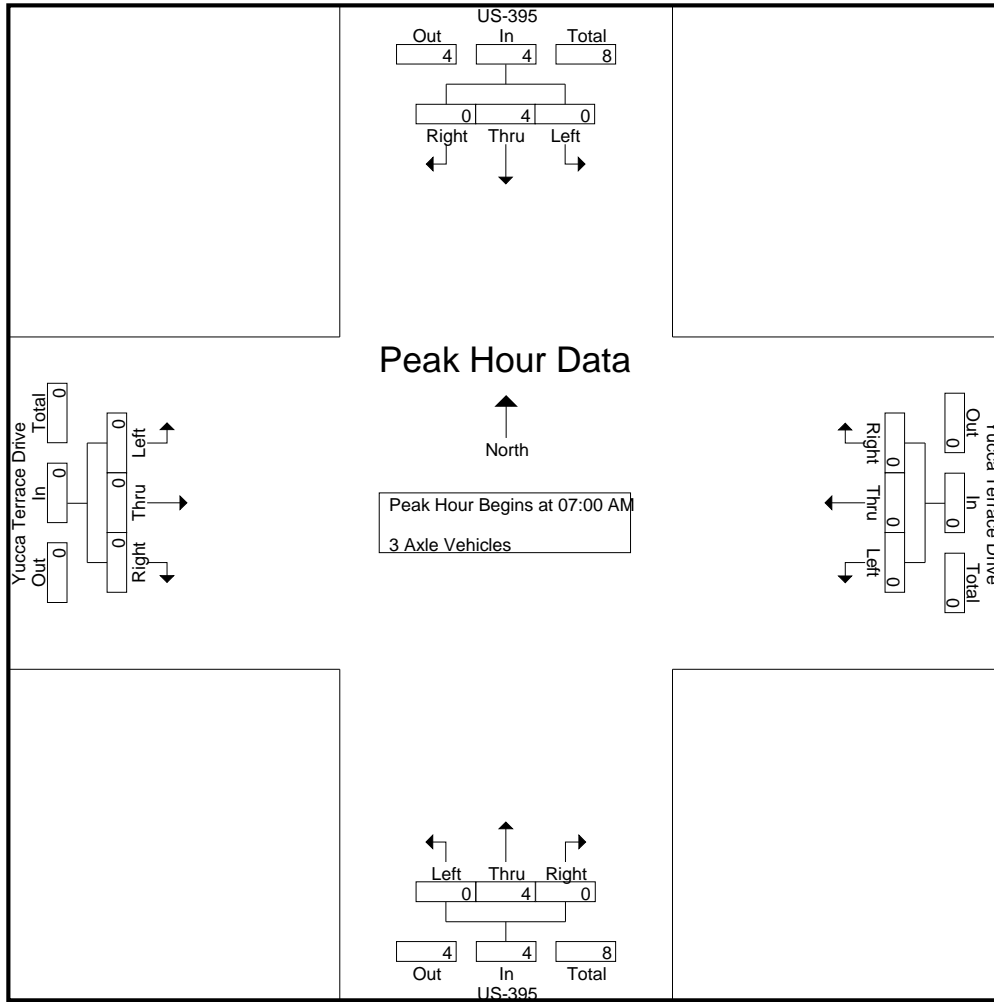 US-395
Out In Total
4 4 8
0 4 0
Right Thru Left
Peak Hour Data
North
Peak Hour Begins at 07:00 AM
3 Axle Vehicles
Yucca Terrace Drive
Out In Total
0 0 0
Left Thru Right
0 0 0
Yucca Terrace Drive
Out In Total
0 0 0
Right Thru Left
0 0 0
Left Thru Right
0 4 0
4 4 8
Out In Total
US-395